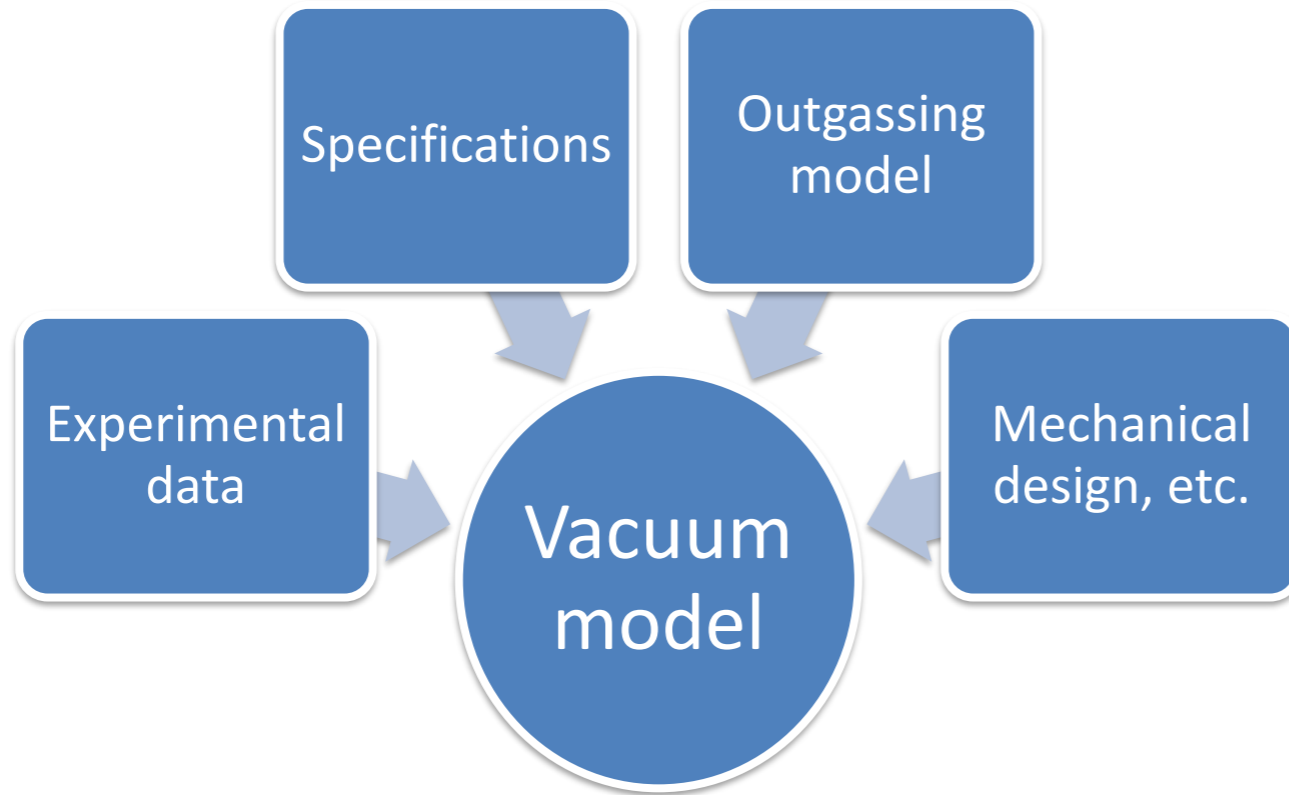 Specifications
Outgassing
model
Experimental
data
Mechanical
design, etc.
Vacuum
model